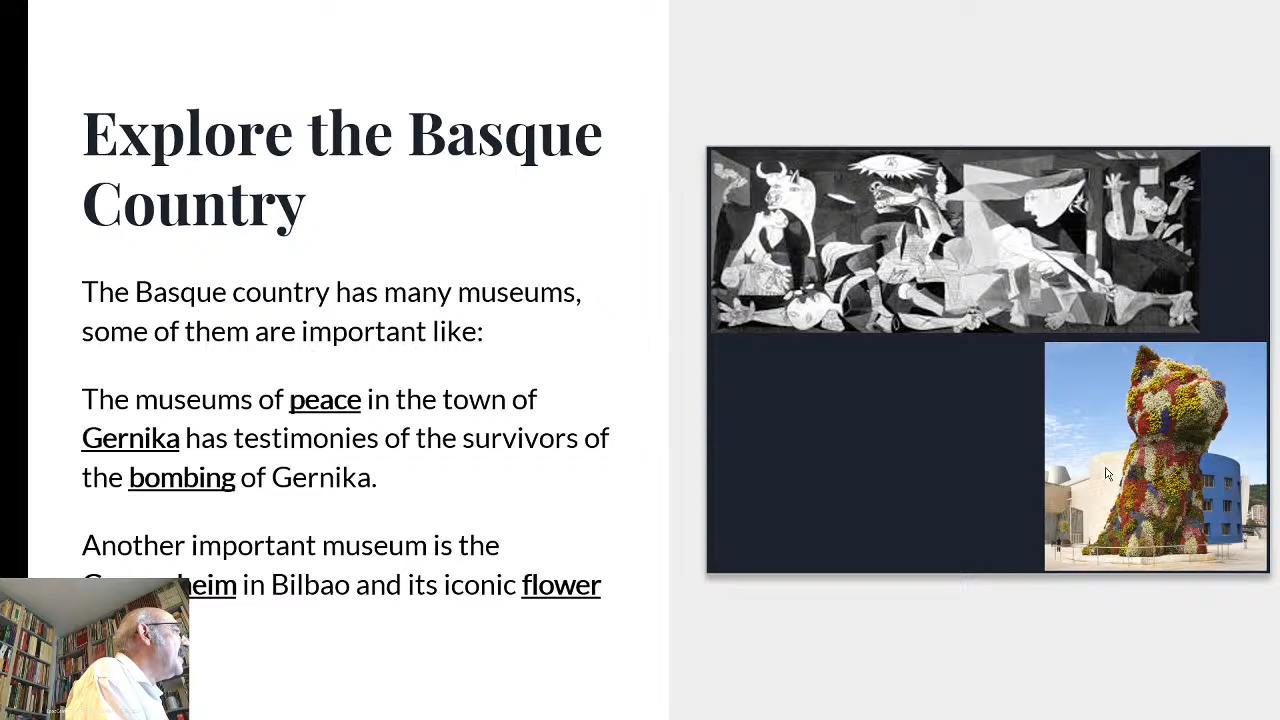 Explore the Basque
Country
The Basque country has many museums,
some of them are important like:
The museums of peace in the town of
Gernika has testimonies of the survivors of
the bombing of Gernika.
Another important museum is the
heim in Bilbao and its iconic flower